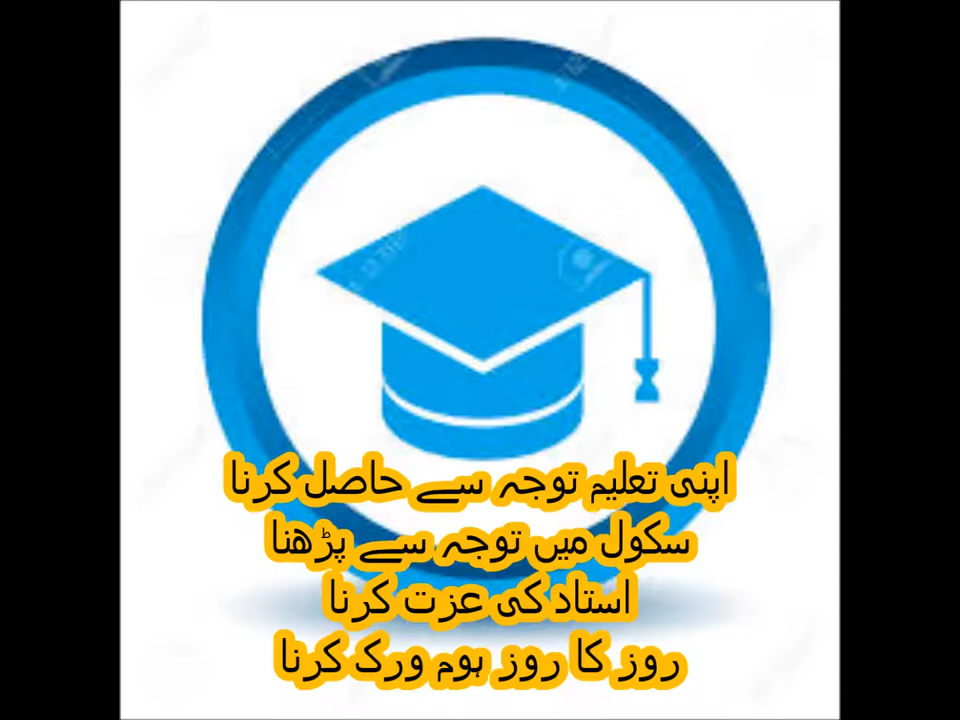 اپنی تعلیم توجہ سے حاصل کرنا
سکول میں توجہ سے پڑھنا
استاد کی عزت کرنا
روز کا روز ہوم ورک کرنا